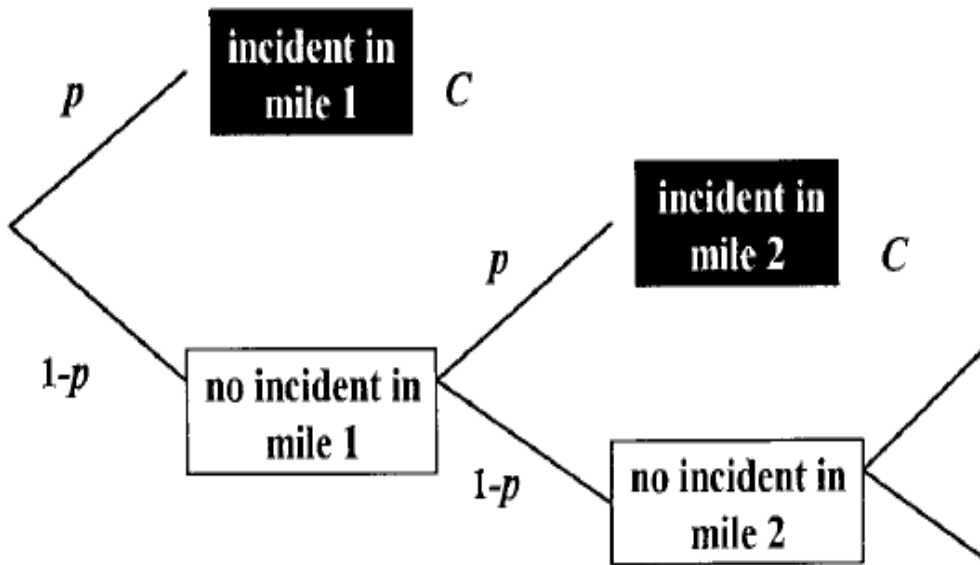 incident in
mile 1
C
p
incident in
mile 2
C
p
1-p
no incident in
mile 1
1-p
no incident in
mile 2